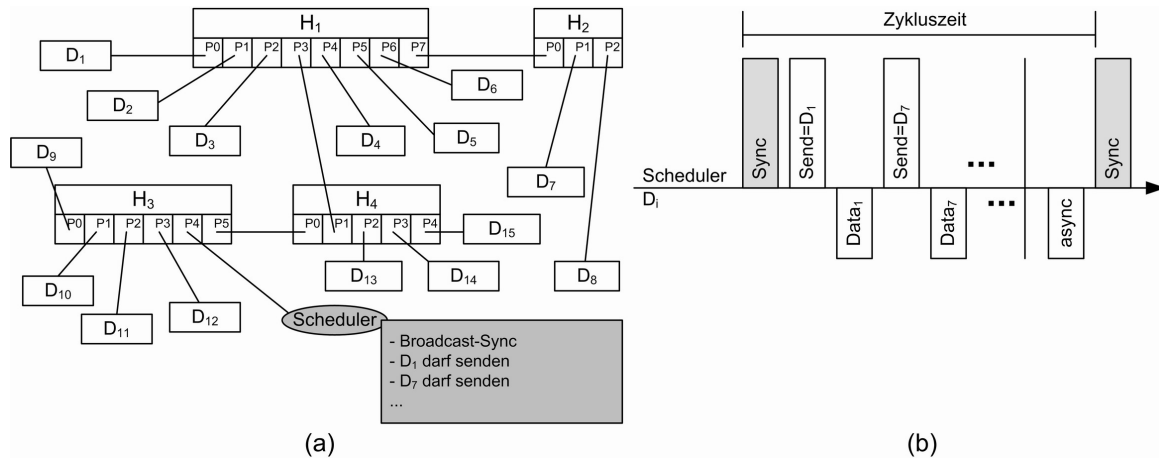 H1
P0 P1 P2 P3 P4 P5 P6 P7
H2
P0 P1 P2
D1
D2
D3
D4
D5
D6
D7
D8
D9
H3
P0 P1 P2 P3 P4 P5
H4
P0 P1 P2 P3 P4
D10
D11
D12
D13
D14
D15
Scheduler
- Broadcast-Sync
- D1 darf senden
- D7 darf senden
...
(a)
Zykluszeit
Sync
Send=D1
Send=D7
...
Sync
Scheduler
Di
Data1
Data7
...
async
(b)